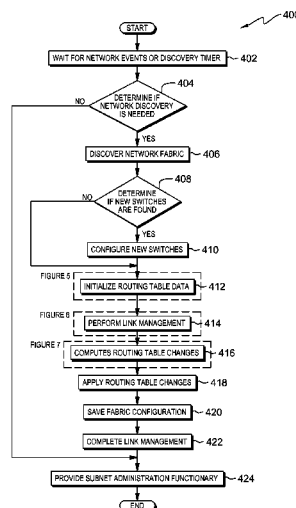 400
START
WAIT FOR NETWORK EVENTS OR DISCOVERY TIMER
402
404
DETERMINE IF
NETWORK DISCOVERY
IS NEEDED
NO
YES
DISCOVER NETWORK FABRIC
406
408
DETERMINE
IF NEW SWITCHES
ARE FOUND
NO
YES
CONFIGURE NEW SWITCHES
410
FIGURE 5
INITIALIZE ROUTING TABLE DATA
412
FIGURE 6
PERFORM LINK MANAGEMENT
414
FIGURE 7
COMPUTES ROUTING TABLE CHANGES
416
APPLY ROUTING TABLE CHANGES
418
SAVE FABRIC CONFIGURATION
420
COMPLETE LINK MANAGEMENT
422
PROVIDE SUBNET ADMINISTRATION FUNCTIONARY
424
END